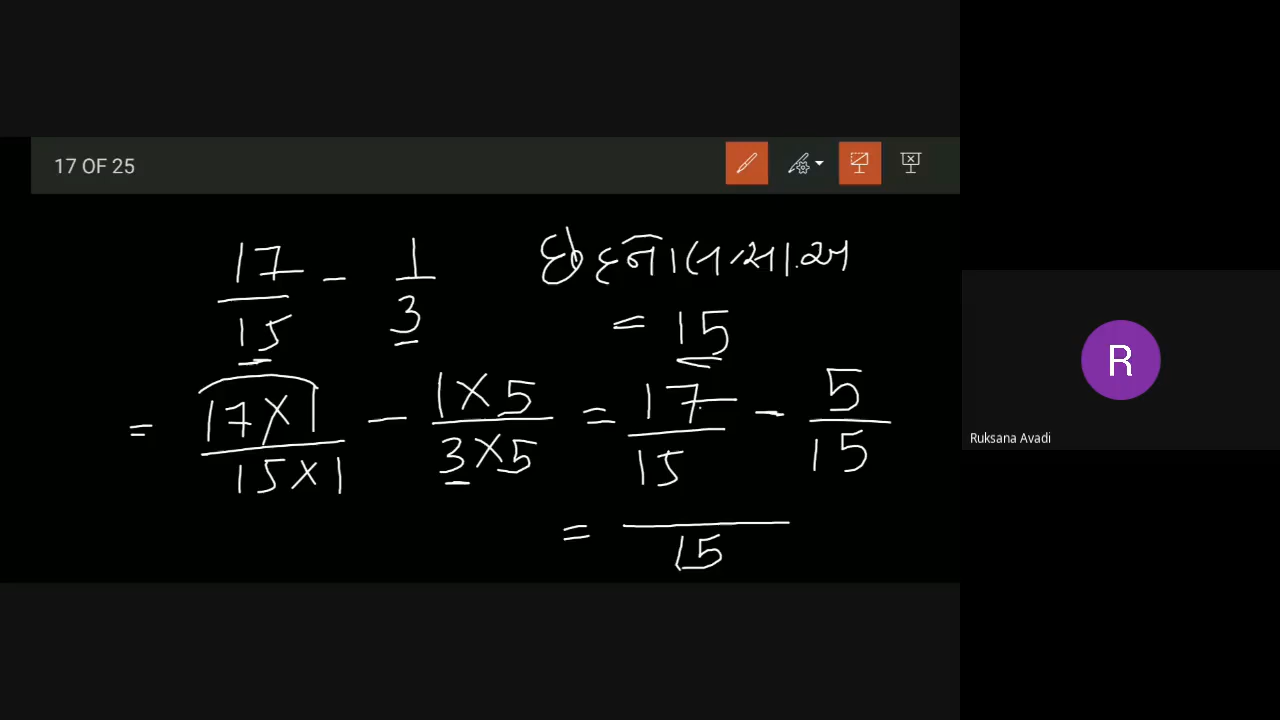 17 OF 25
17/15 - 1/3
= 15
= 17×1/15×1 - 1×5/3×5 = 17/15 - 5/15
= /15
R
Ruksana Avadi